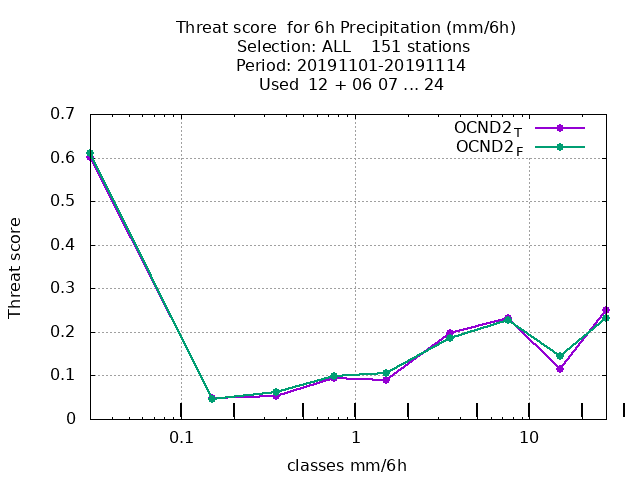 Threat score  for 6h Precipitation (mm/6h)
Selection: ALL    151 stations
Period: 20191101-20191114
Used  12 + 06 07 ... 24
OCND2T
OCND2F
0.7
0.6
0.5
0.4
0.3
0.2
0.1
0
Threat score
0.1
1
10
classes mm/6h